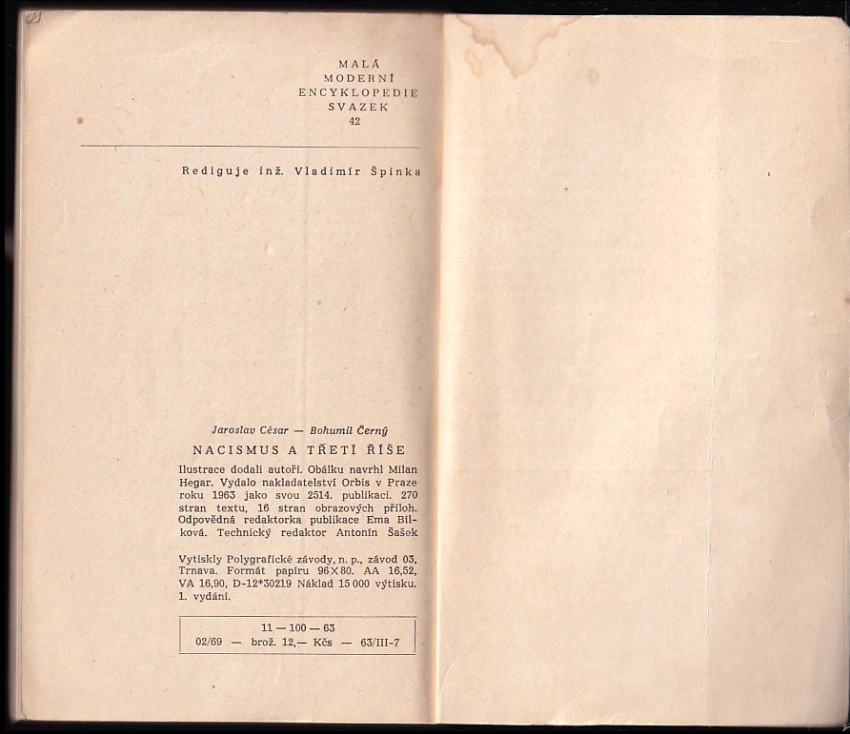 MALÁ
MODERNÍ
ENCYKLOPEDIE
SVAZEK
42
Rediguje inž. Vladimír Špinka
Jaroslav César — Bohumil Černý
NACISMUS A TŘETÍ ŘÍŠE
Ilustrace dodali autoři. Obálku navrhl Milan
Hegar. Vydalo nakladatelství Orbis v Praze
roku 1963 jako svou 2514. publikaci. 270
stran textu, 16 stran obrazových příloh.
Odpovědná redaktorka publikace Ema Bíl-
ková. Technický redaktor Antonín Šašek
Vytiskly Polygrafické závody, n. p., závod 03,
Trnava. Formát papíru 96×80. AA 16,52,
VA 16,90, D-12*30219 Náklad 15 000 výtisku.
1. vydání.
11 — 100 — 63
02/69 — brož. 12,— Kčs — 63/III-7